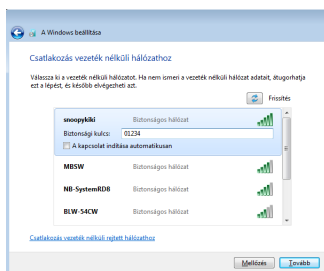 A Windows beállítása
Csatlakozás vezeték nélküli hálózathoz
Válassza ki a vezeték nélküli hálózatot. Ha nem ismeri a vezeték nélküli hálózat adatait, átugorhatja
ezt a lépést, és később elvégezheti azt.
Frissítés
snoopykiki Biztonságos hálózat
Biztonsági kulcs: 01234
A kapcsolat indítása automatikusan
MBSW Biztonságos hálózat
NB-SystemRDB Biztonságos hálózat
BLW-54CW Biztonságos hálózat
Csatlakozás vezeték nélküli rejtett hálózathoz
Mellőzés Tovább